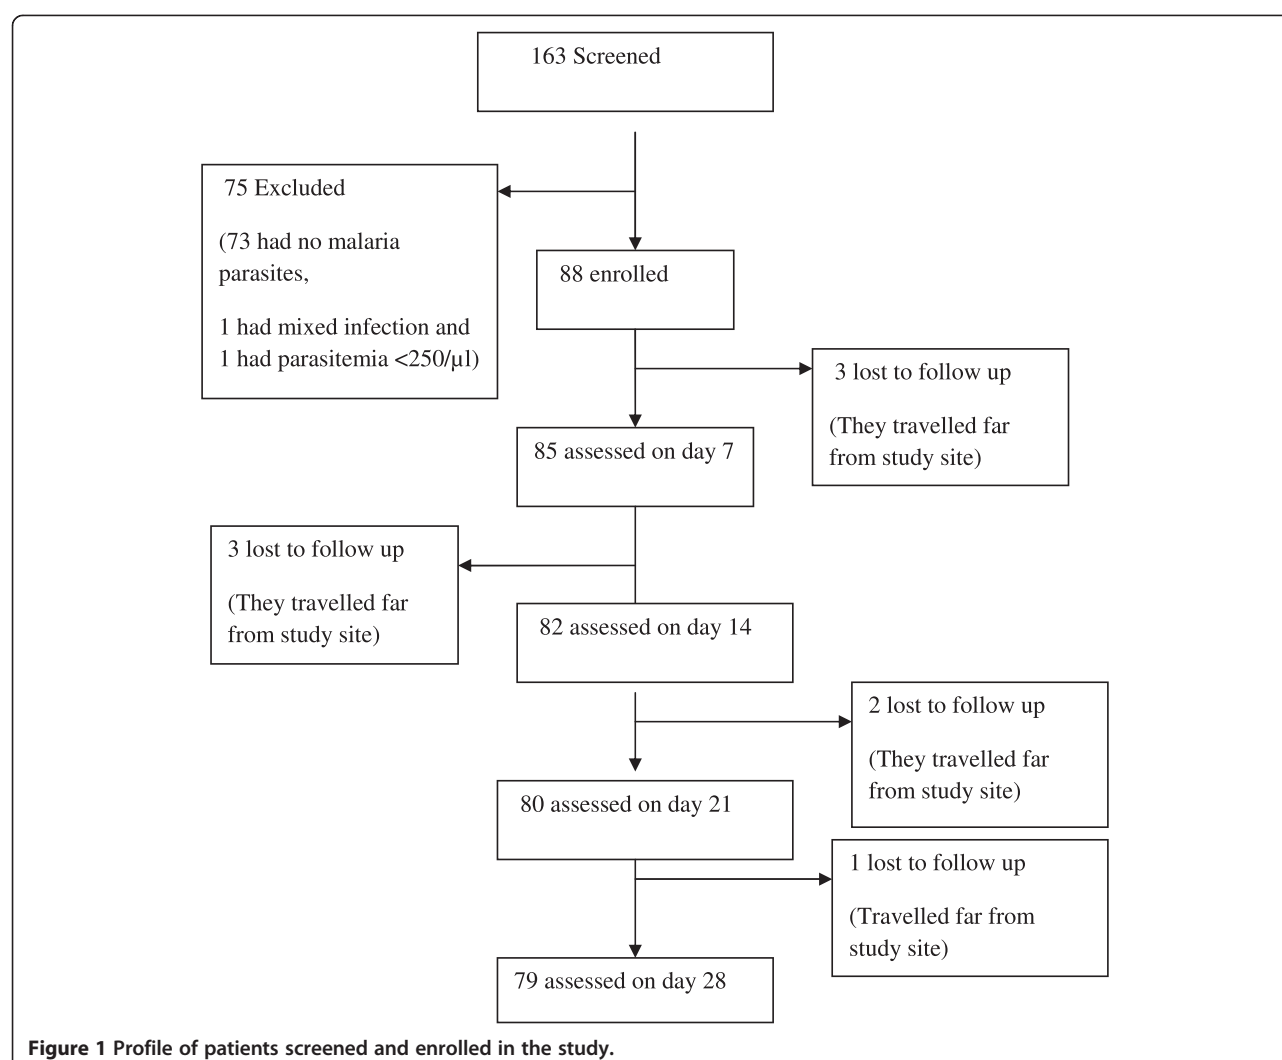 163 Screened
75 Excluded
(73 had no malaria
parasites,
1 had mixed infection and
1 had parasitemia <250/µl)
88 enrolled
3 lost to follow up
(They travelled far
from study site)
85 assessed on day 7
3 lost to follow up
(They travelled far
from study site)
82 assessed on day 14
2 lost to follow up
(They travelled far
from study site)
80 assessed on day 21
1 lost to follow up
(Travelled far from
study site)
79 assessed on day 28
Figure 1 Profile of patients screened and enrolled in the study.